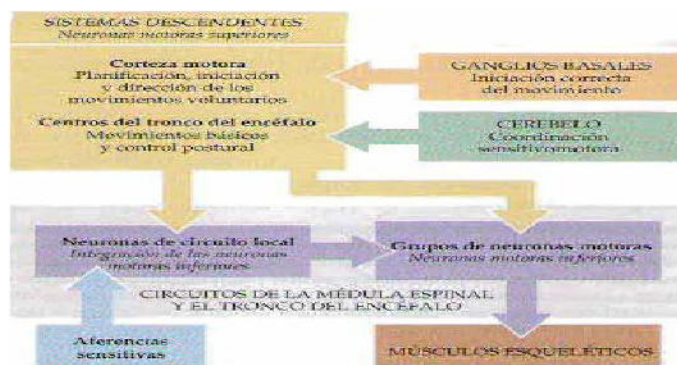 SISTEMAS DESCENDENTES
Neuronas motoras superiores
Corteza motora
Planificación, iniciación
y dirección de los
movimientos voluntarios
Centros del tronco del encéfalo
Movimientos básicos
y control postural
GANGLIOS BASALES
Iniciación correcta
del movimiento
CEREBELO
Coordinación
sensitivomotora
Neuronas de circuito local
Integración de las neuronas
motoras inferiores
Grupos de neuronas motoras
Neuronas motoras inferiores
CIRCUITOS DE LA MÉDULA ESPINAL
Y EL TRONCO DEL ENCÉFALO
Aferencias
sensitivas
MÚSCULOS ESQUELÉTICOS